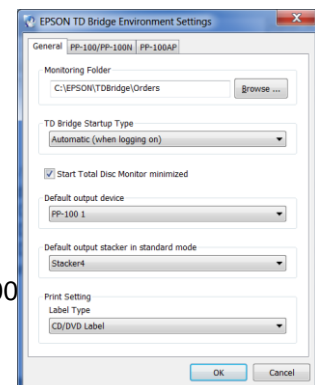 EPSON TD Bridge Environment Settings
General PP-100/PP-100N PP-100AP
Monitoring Folder
C:\EPSON\TDBridge\Orders Browse ...
TD Bridge Startup Type
Automatic (when logging on)
Start Total Disc Monitor minimized
Default output device
PP-100 1
Default output stacker in standard mode
Stacker4
Print Setting
Label Type
CD/DVD Label
OK Cancel